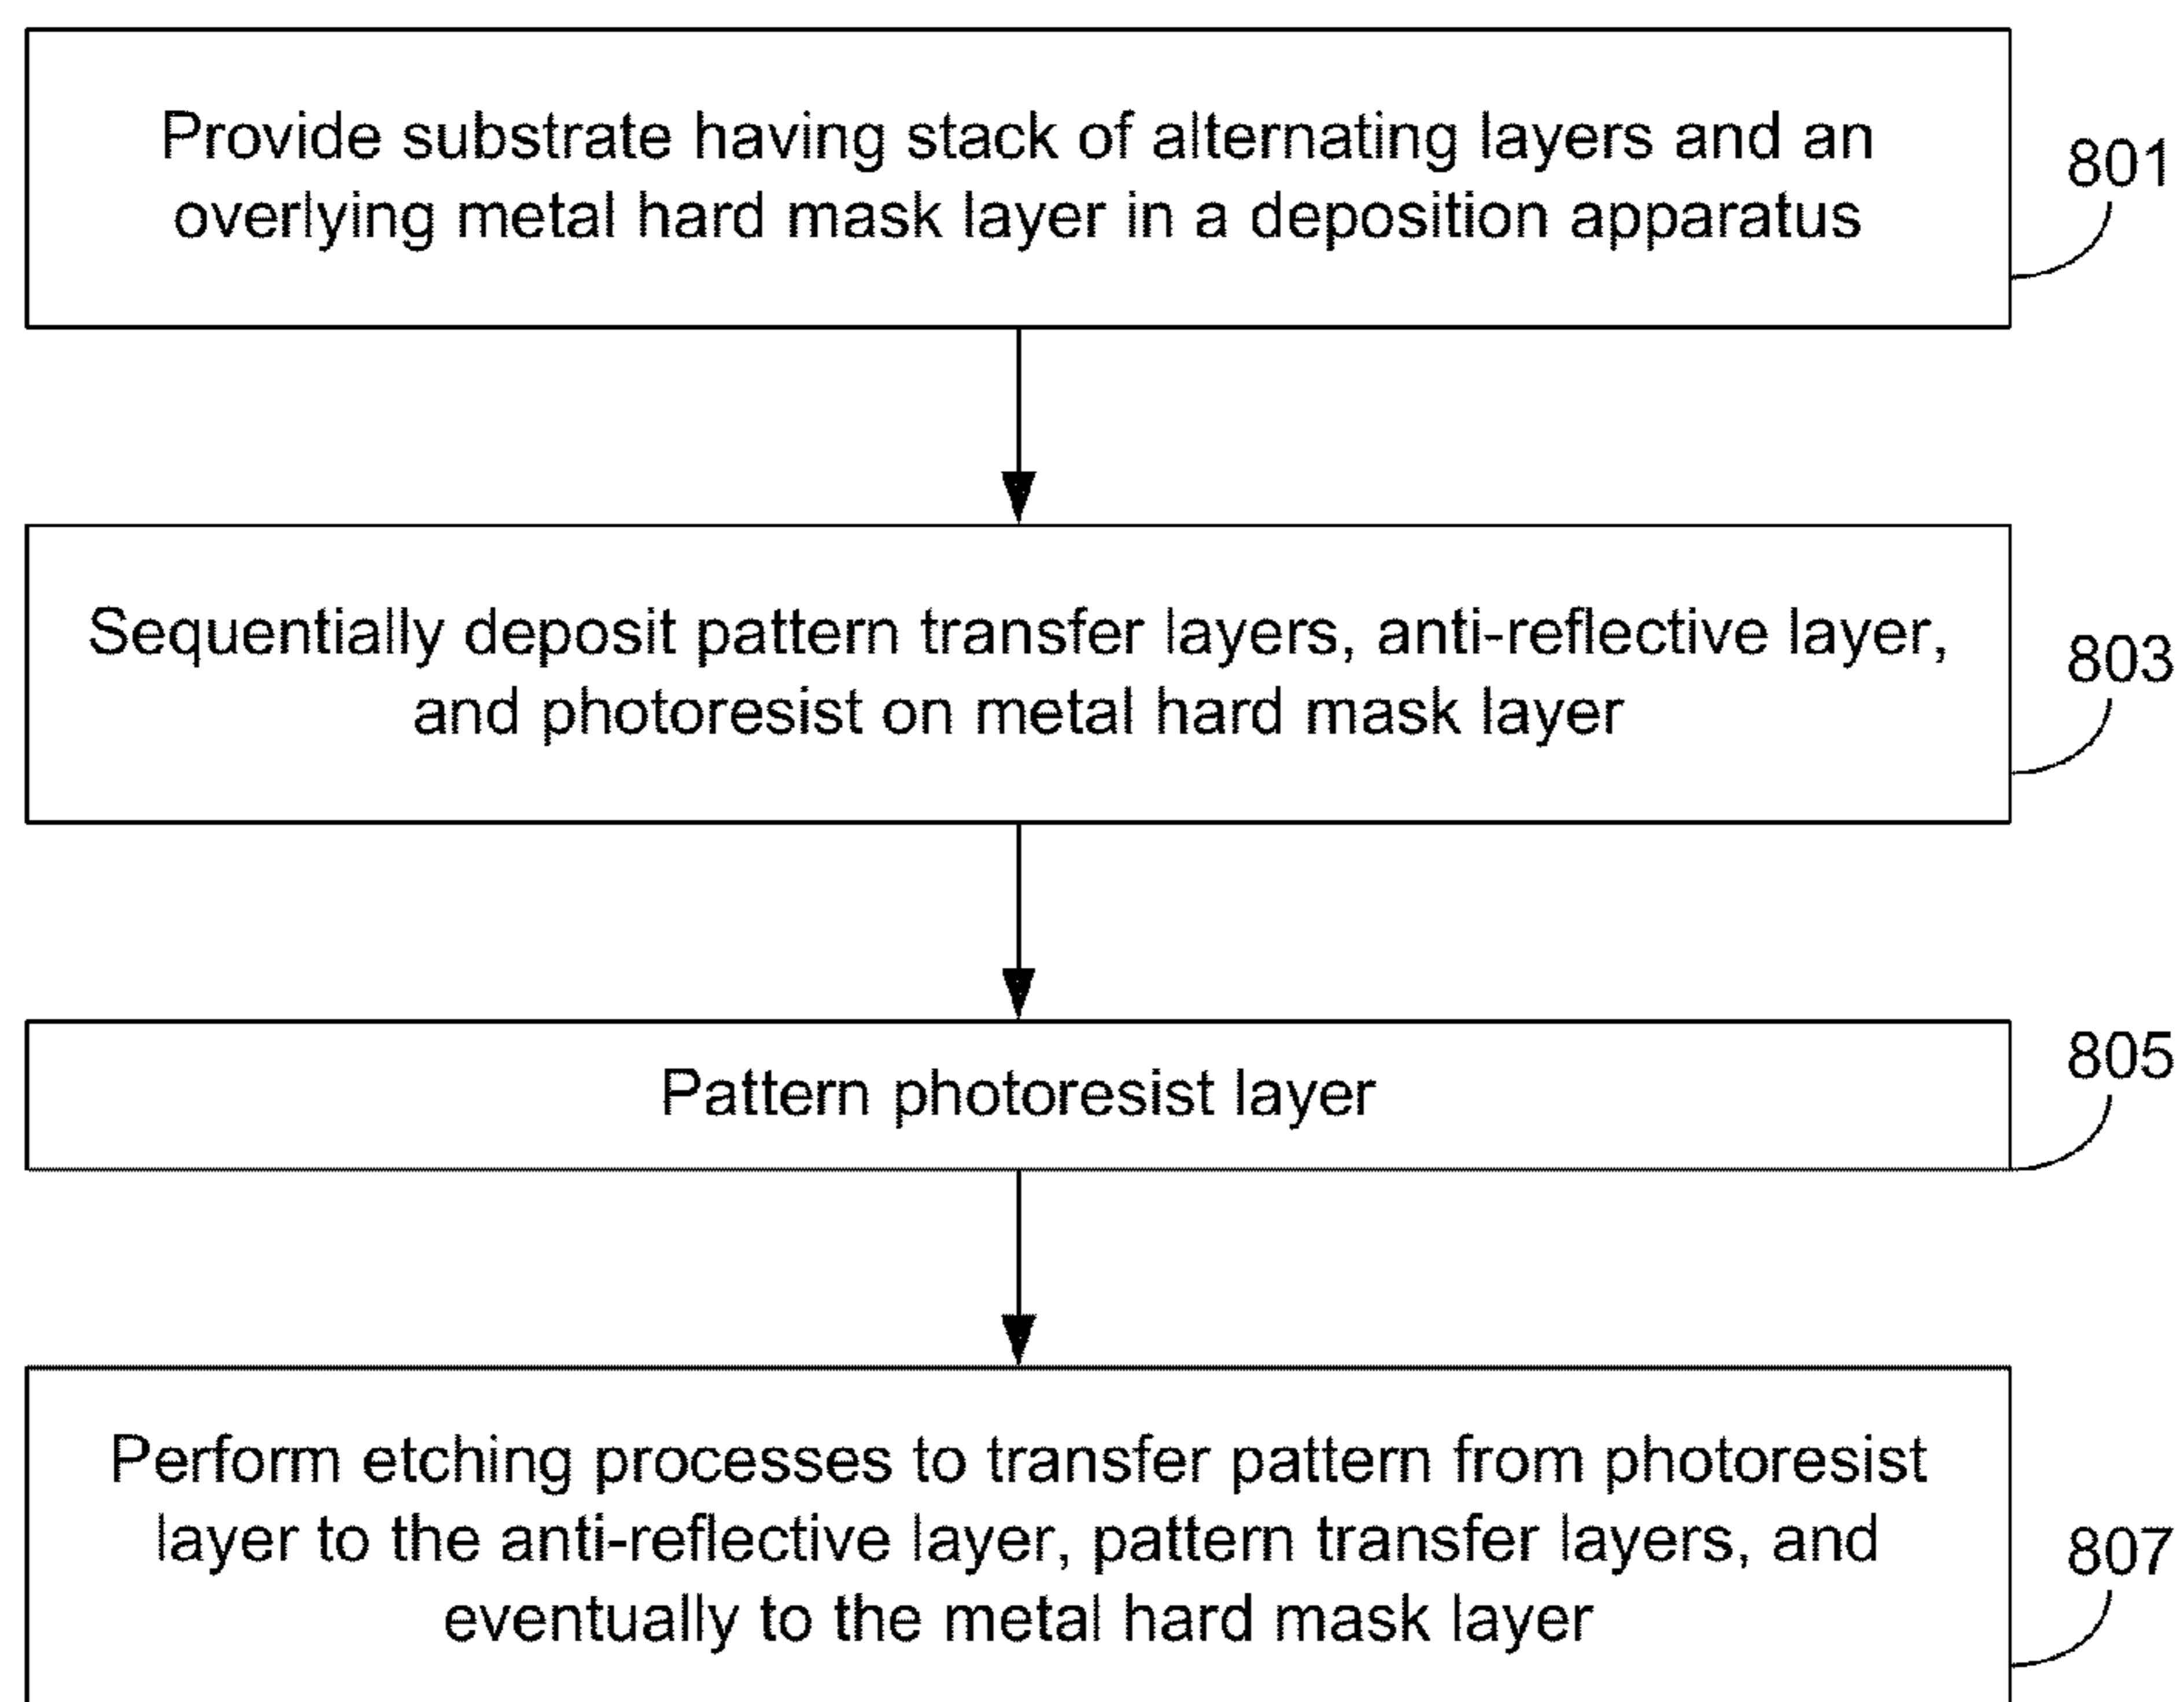 Provide substrate having stack of alternating layers and an
overlying metal hard mask layer in a deposition apparatus
801
Sequentially deposit pattern transfer layers, anti-reflective layer,
and photoresist on metal hard mask layer
803
Pattern photoresist layer
805
Perform etching processes to transfer pattern from photoresist
layer to the anti-reflective layer, pattern transfer layers, and
eventually to the metal hard mask layer
807